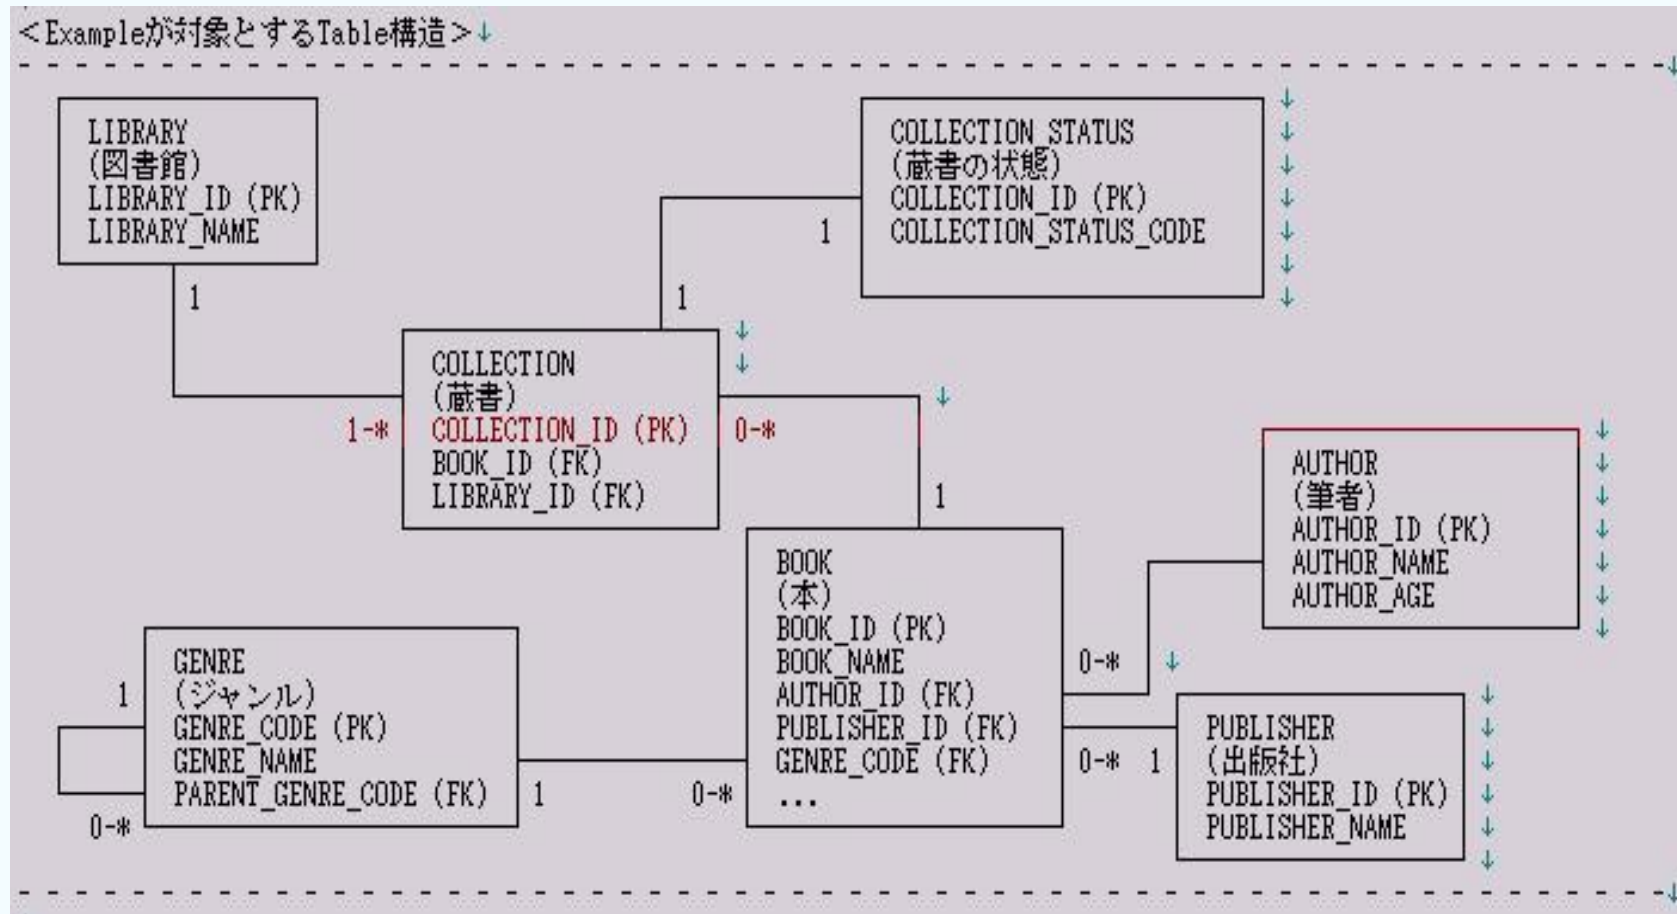 ＜Exampleが対象とするTable構造＞↓
LIBRARY
(図書館)
LIBRARY_ID (PK)
LIBRARY_NAME
1
COLLECTION_STATUS
(蔵書の状態)
COLLECTION_ID (PK)
COLLECTION_STATUS_CODE
1
1
COLLECTION
(蔵書)
COLLECTION_ID (PK)
BOOK_ID (FK)
LIBRARY_ID (FK)
1-*
0-*
1
AUTHOR
(筆者)
AUTHOR_ID (PK)
AUTHOR_NAME
AUTHOR_AGE
BOOK
(本)
BOOK_ID (PK)
BOOK_NAME
AUTHOR_ID (FK)
PUBLISHER_ID (FK)
GENRE_CODE (FK)
...
0-*
0-*
1
GENRE
(ジャンル)
GENRE_CODE (PK)
GENRE_NAME
PARENT_GENRE_CODE (FK)
1
0-*
1
0-*
PUBLISHER
(出版社)
PUBLISHER_ID (PK)
PUBLISHER_NAME